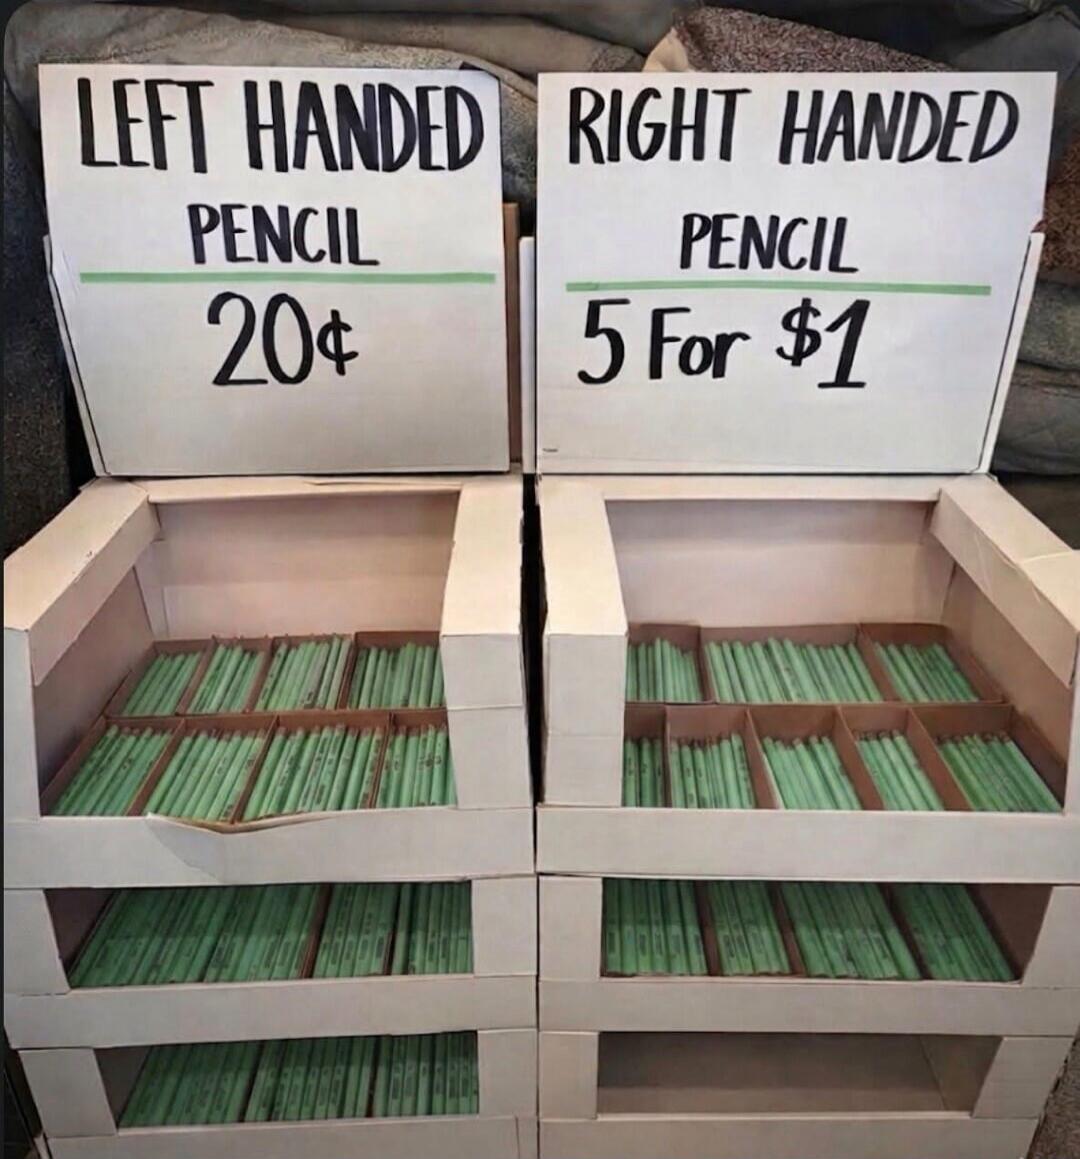 LEFT HANDED
PENCIL
20¢
RIGHT HANDED
PENCIL
5 For $1